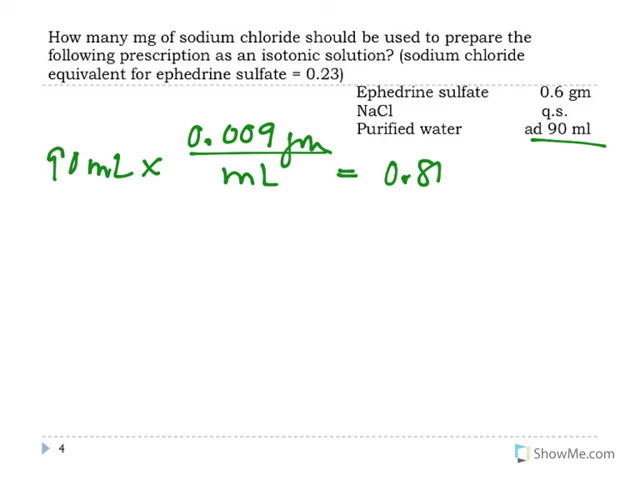 How many mg of sodium chloride should be used to prepare the
following prescription as an isotonic solution? (sodium chloride
equivalent for ephedrine sulfate = 0.23)
Ephedrine sulfate 0.6 gm
NaCl q.s.
Purified water ad 90 ml
90 mL x 0.009 gm
mL = 0.81
4
ShowMe.com